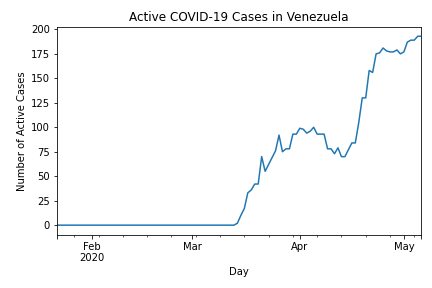 Active COVID-19 Cases in Venezuela
200
175
150
125
100
75
50
25
0
Number of Active Cases
Feb
2020
Mar
Apr
May
Day